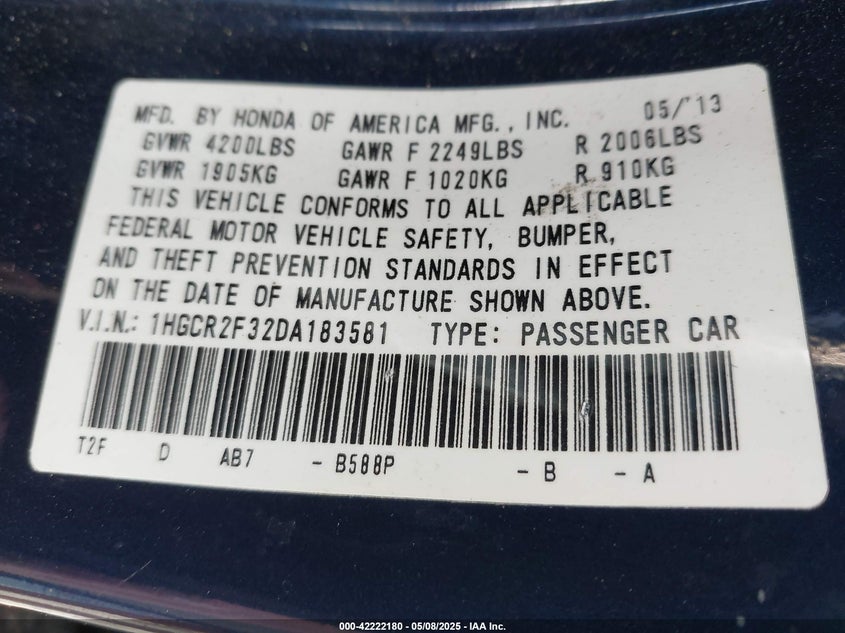 MFD. BY HONDA OF AMERICA MFG., INC. 05/'13
GVWR 4200LBS GAWR F 2249LBS R 2006LBS
GVWR 1905KG GAWR F 1020KG R 910KG
THIS VEHICLE CONFORMS TO ALL APPLICABLE
FEDERAL MOTOR VEHICLE SAFETY, BUMPER,
AND THEFT PREVENTION STANDARDS IN EFFECT
ON THE DATE OF MANUFACTURE SHOWN ABOVE.
V.I.N.: 1HGCR2F32DA183581 TYPE: PASSENGER CAR
T2F D AB7 - B588P - B - A
000-42222180 - 05/08/2025 - IAA Inc.